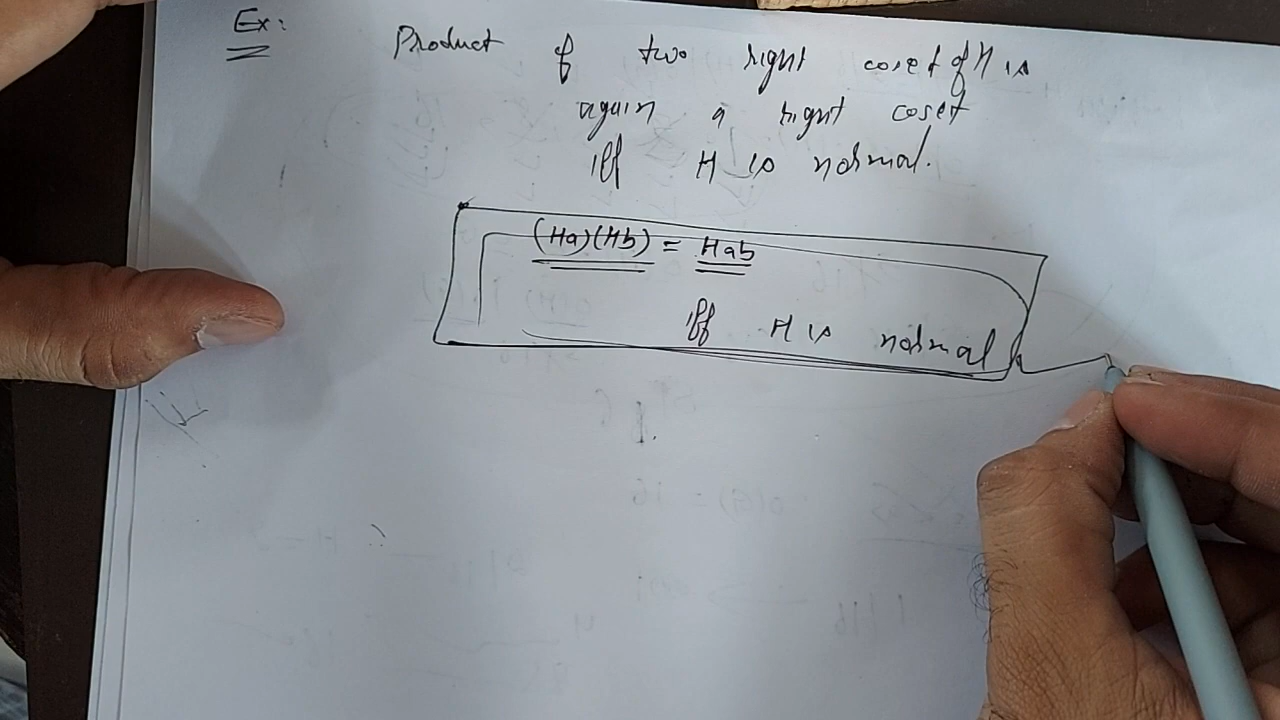 Ex:
Product of two right coset of H is
again a right coset
iff H is normal.
(Ha)(Hb) = Hab
iff H is normal